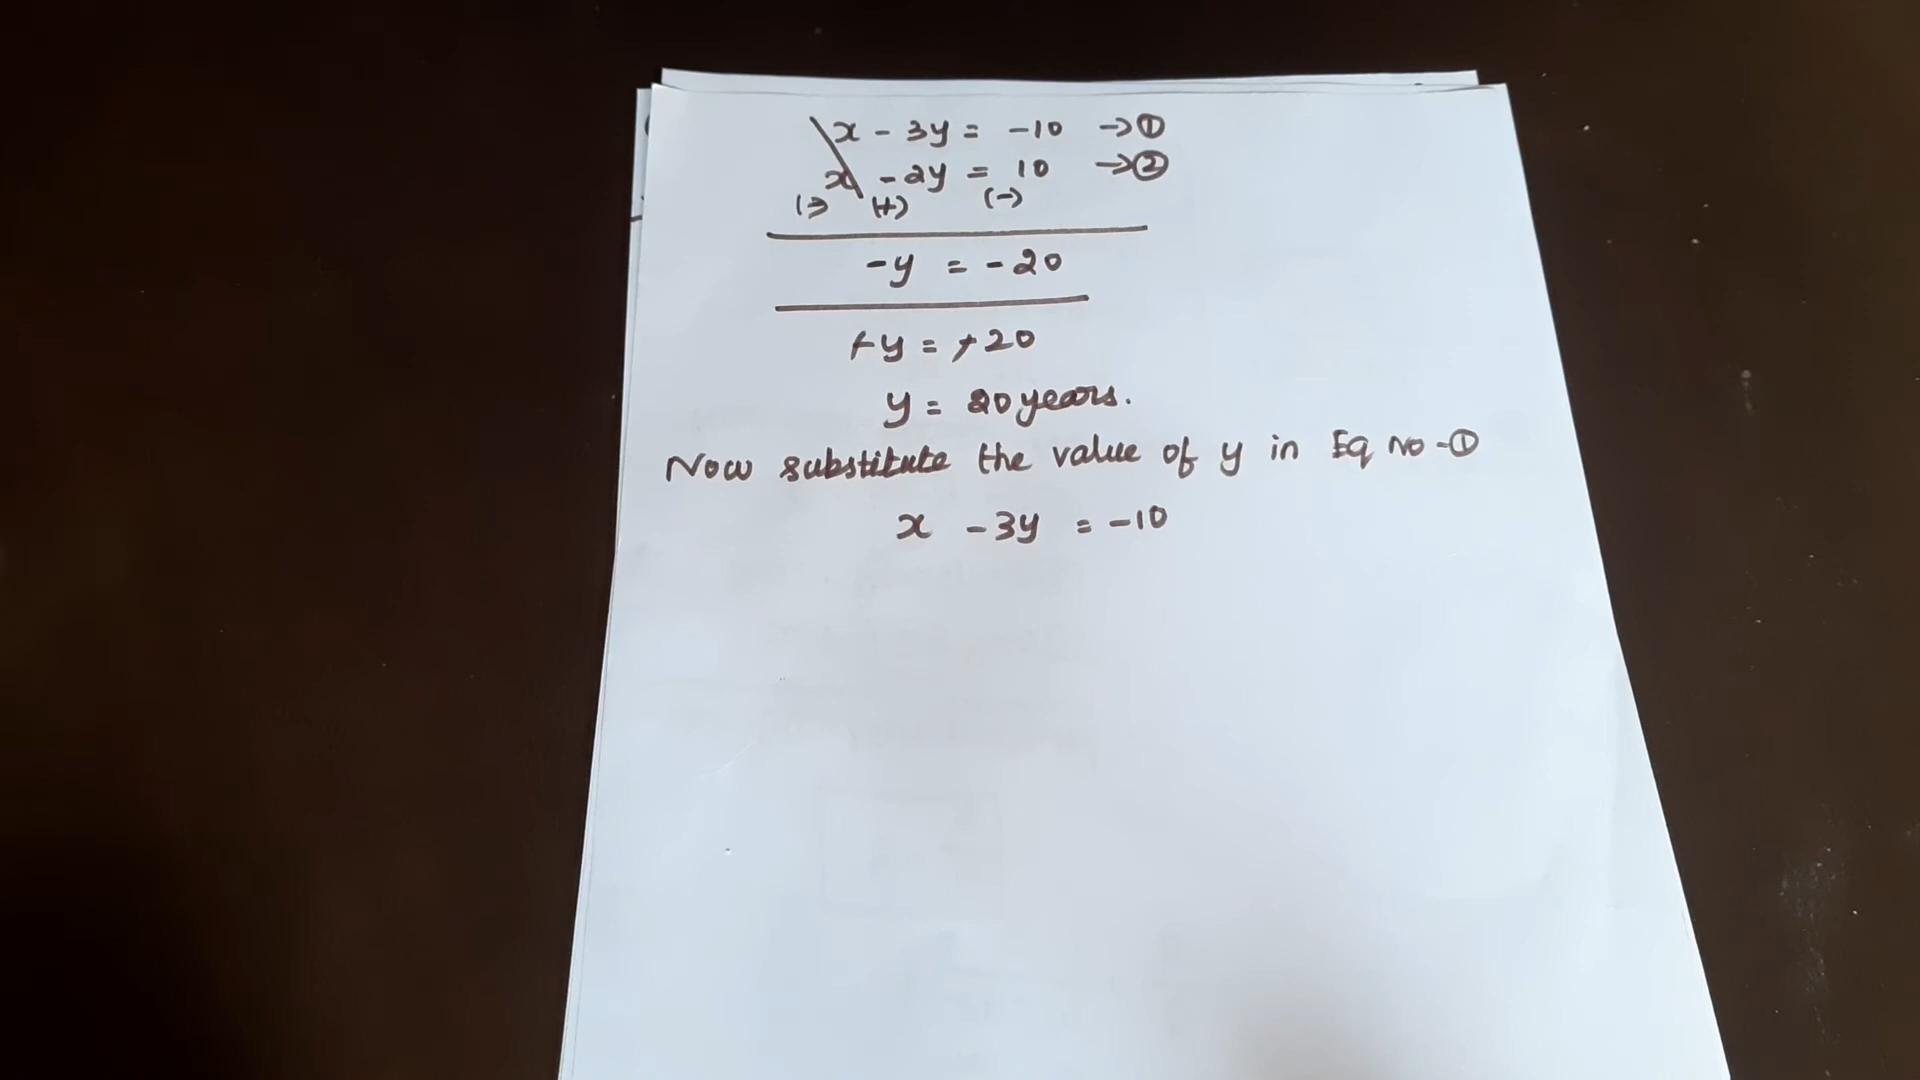 x - 3y = -10 →①
x - 2y = 10 →②
(-) (+) (-)
-y = -20
+y = +20
y = 20 years.
Now substitute the value of y in Eq no-①
x - 3y = -10